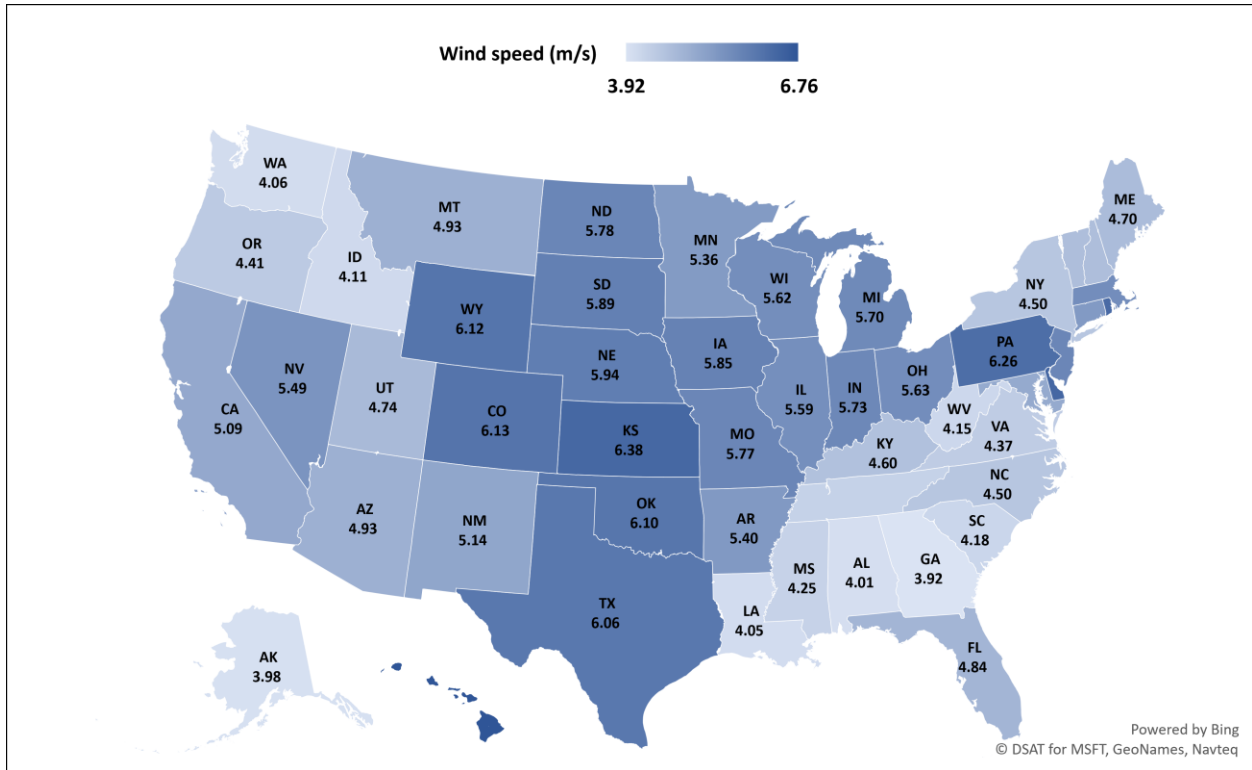 Wind speed (m/s)
3.92 6.76
WA
4.06
MT
4.93
ND
5.78
MN
5.36
ME
4.70
OR
4.41
ID
4.11
SD
5.89
WI
5.62
MI
5.70
NY
4.50
WY
6.12
IA
5.85
PA
6.26
NE
5.94
NV
5.49
UT
4.74
CO
6.13
IL
5.59
IN
5.73
OH
5.63
WV
4.15
VA
4.37
CA
5.09
KS
6.38
MO
5.77
KY
4.60
NC
4.50
AZ
4.93
NM
5.14
OK
6.10
AR
5.40
SC
4.18
MS
4.25
AL
4.01
GA
3.92
TX
6.06
LA
4.05
FL
4.84
AK
3.98
Powered by Bing
© DSAT for MSFT, GeoNames, Navteq